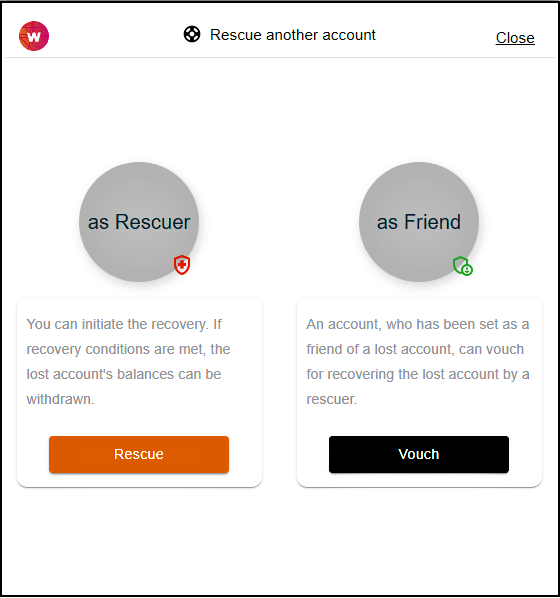 w
Rescue another account
Close
as Rescuer
as Friend
You can initiate the recovery. If
recovery conditions are met, the
lost account's balances can be
withdrawn.
Rescue
An account, who has been set as a
friend of a lost account, can vouch
for recovering the lost account by a
rescuer.
Vouch